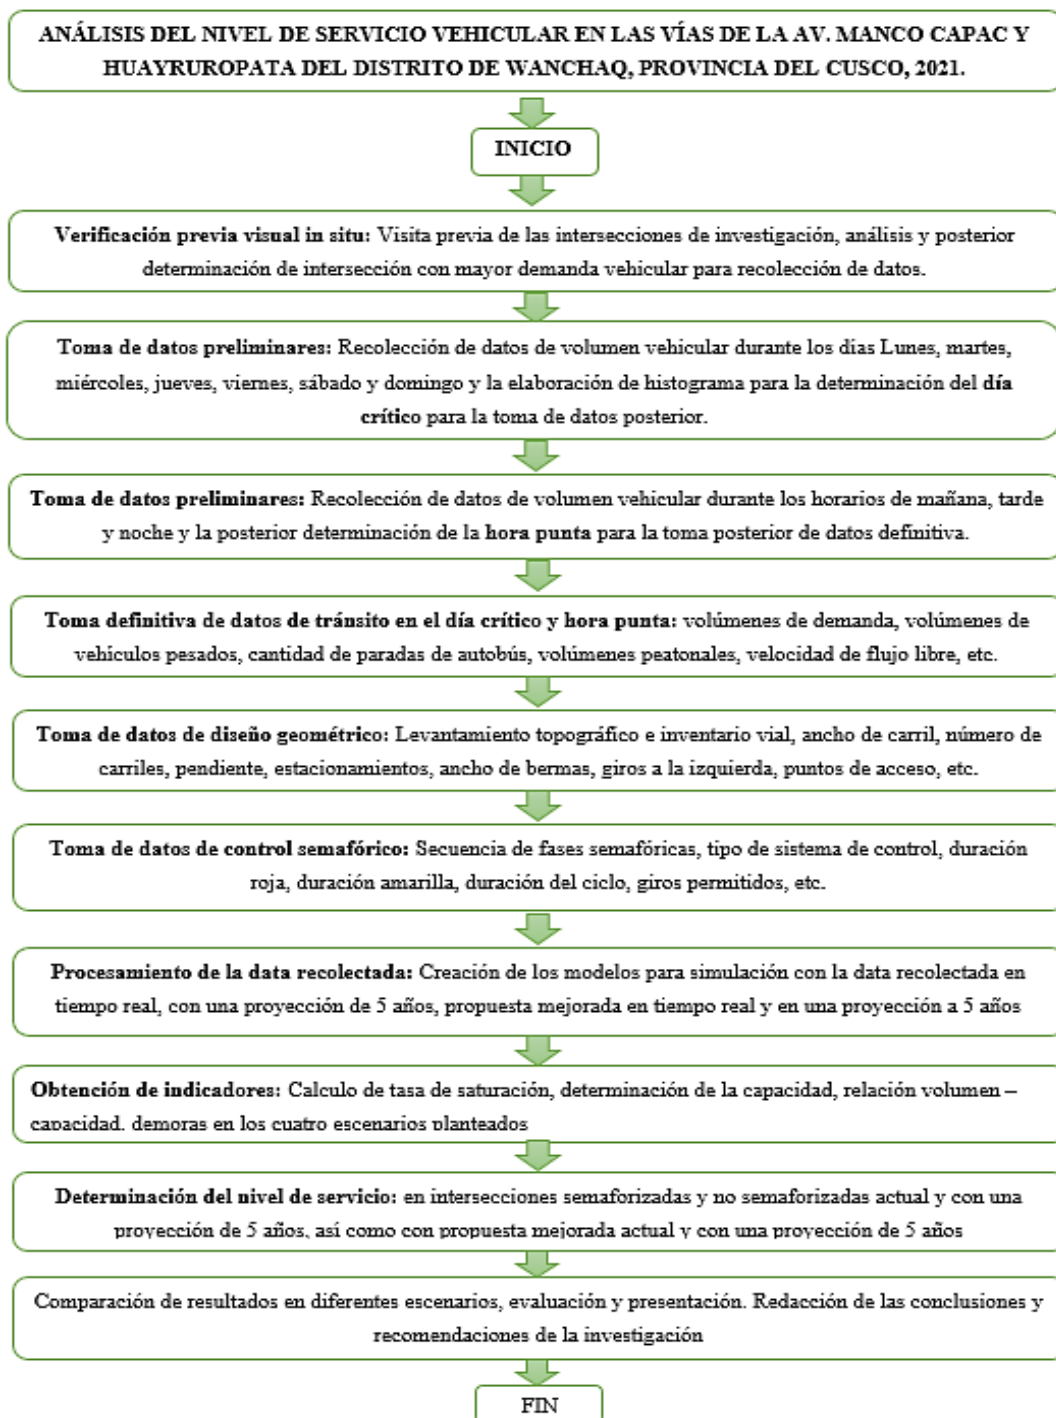 ANÁLISIS DEL NIVEL DE SERVICIO VEHICULAR EN LAS VÍAS DE LA AV. MANCO CAPAC Y
HUAYRUROPATA DEL DISTRITO DE WANCHAQ, PROVINCIA DEL CUSCO, 2021.
INICIO
Verificación previa visual in situ: Visita previa de las intersecciones de investigación, análisis y posterior
determinación de intersección con mayor demanda vehicular para recolección de datos.
Toma de datos preliminares: Recolección de datos de volumen vehicular durante los días Lunes, martes,
miércoles, jueves, viernes, sábado y domingo y la elaboración de histograma para la determinación del día
crítico para la toma de datos posterior.
Toma de datos preliminares: Recolección de datos de volumen vehicular durante los horarios de mañana, tarde
y noche y la posterior determinación de la hora punta para la toma posterior de datos definitiva.
Toma definitiva de datos de tránsito en el día crítico y hora punta: volúmenes de demanda, volúmenes de
vehículos pesados, cantidad de paradas de autobús, volúmenes peatonales, velocidad de flujo libre, etc.
Toma de datos de diseño geométrico: Levantamiento topográfico e inventario vial, ancho de carril, número de
carriles, pendiente, estacionamientos, ancho de bermas, giros a la izquierda, puntos de acceso, etc.
Toma de datos de control semafórico: Secuencia de fases semafóricas, tipo de sistema de control, duración
roja, duración amarilla, duración del ciclo, giros permitidos, etc.
Procesamiento de la data recolectada: Creación de los modelos para simulación con la data recolectada en
tiempo real, con una proyección de 5 años, propuesta mejorada en tiempo real y en una proyección a 5 años
Obtención de indicadores: Calculo de tasa de saturación, determinación de la capacidad, relación volumen –
capacidad, demoras en los cuatro escenarios planteados
Determinación del nivel de servicio: en intersecciones semaforizadas y no semaforizadas actual y con una
proyección de 5 años, así como con propuesta mejorada actual y con una proyección de 5 años
Comparación de resultados en diferentes escenarios, evaluación y presentación. Redacción de las conclusiones y
recomendaciones de la investigación
FIN